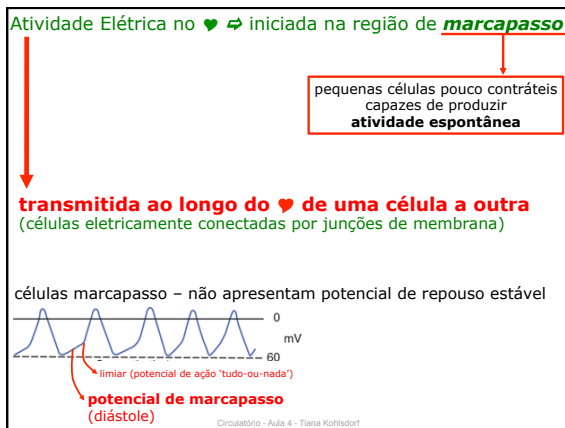 Atividade Elétrica no ♥ ⇨ iniciada na região de marcapasso
pequenas células pouco contráteis
capazes de produzir
atividade espontânea
transmitida ao longo do ♥ de uma célula a outra
(células eletricamente conectadas por junções de membrana)
células marcapasso – não apresentam potencial de repouso estável
0
mV
60
limiar (potencial de ação ‘tudo-ou-nada’)
potencial de marcapasso
(diástole)
Circulatório - Aula 4 - Tiana Kohlsdorf